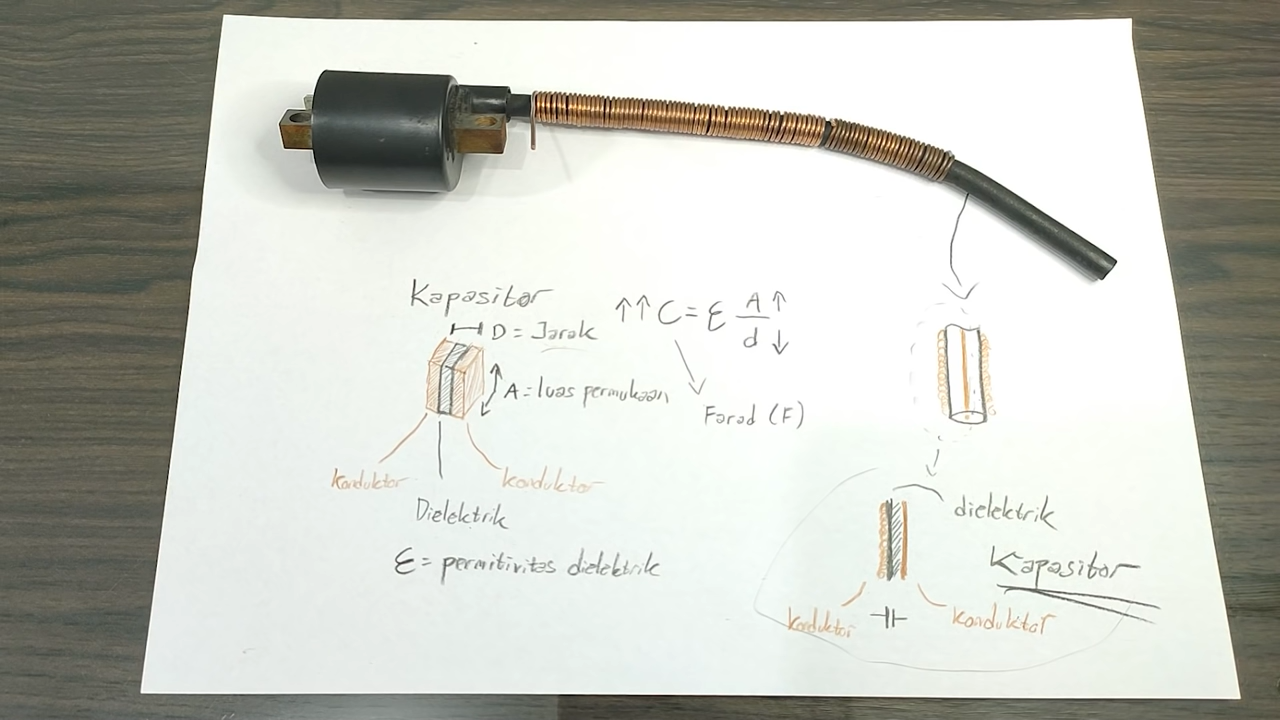 Kapasitor
D = Jarak
A = luas permukaan
konduktor
konduktor
Dielektrik
ε = permitivitas dielektrik
↑↑ C = ε A ↑
d ↓
Farad (F)
dielektrik
Kapasitor
konduktor
konduktor